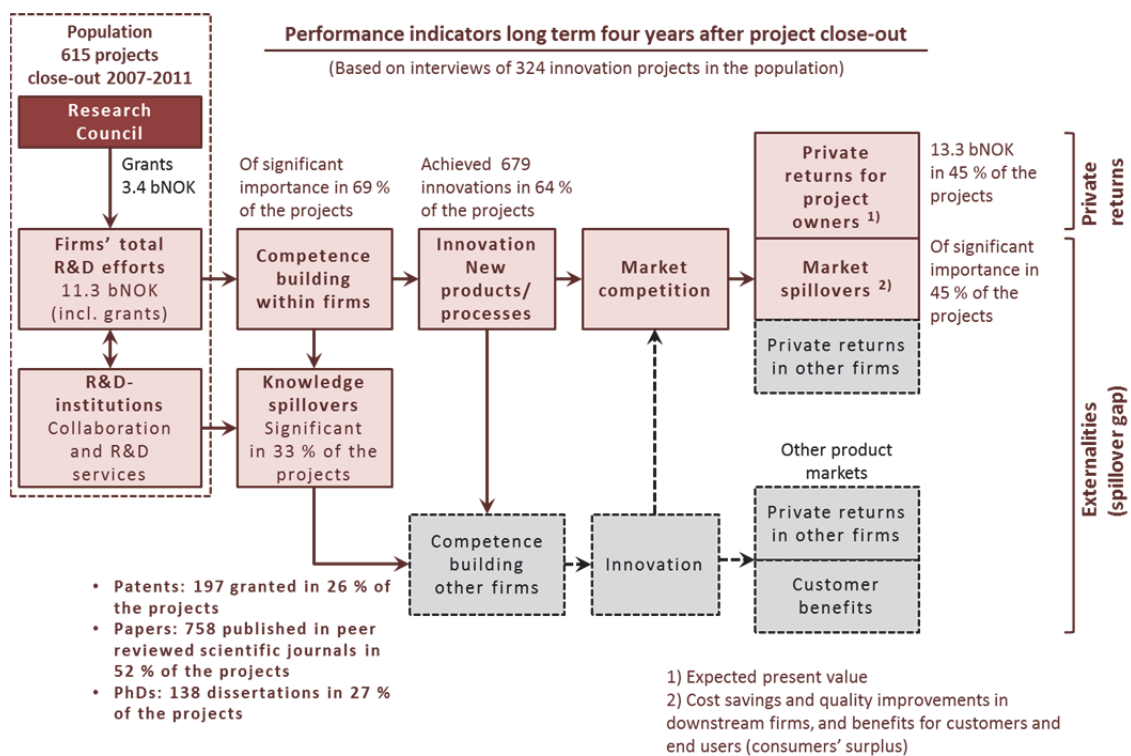 Population
615 projects
close-out 2007-2011
Performance indicators long term four years after project close-out
(Based on interviews of 324 innovation projects in the population)
Research
Council
Grants
3.4 bNOK
Of significant
importance in 69 %
of the projects
Achieved 679
innovations in 64 %
of the projects
Private
returns for
project
owners 1)
13.3 bNOK
in 45 % of the
projects
Private
returns
Firms' total
R&D efforts
11.3 bNOK
(incl. grants)
Competence
building
within firms
Innovation
New
products/
processes
Market
competition
Market
spillovers 2)
Of significant
importance in
45 % of the
projects
Private returns
in other firms
R&D-
institutions
Collaboration
and R&D
services
Knowledge
spillovers
Significant
in 33 % of the
projects
Externalities
(spillover gap)
Other product
markets
Competence
building
other firms
Innovation
Private returns
in other firms
Customer
benefits
• Patents: 197 granted in 26 % of
the projects
• Papers: 758 published in peer
reviewed scientific journals in
52 % of the projects
• PhDs: 138 dissertations in 27 %
of the projects
1) Expected present value
2) Cost savings and quality improvements in
downstream firms, and benefits for customers and
end users (consumers' surplus)